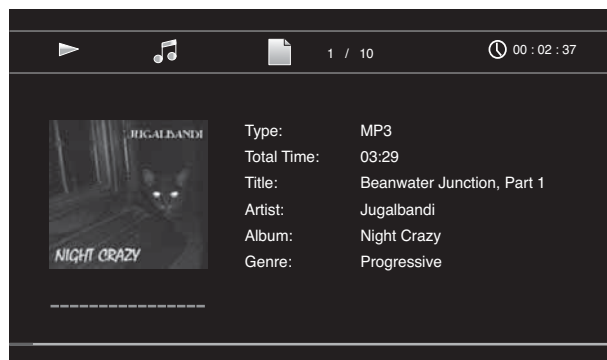 1 / 10
00 : 02 : 37
JUGALBANDI
NIGHT CRAZY
Type: MP3
Total Time: 03:29
Title: Beanwater Junction, Part 1
Artist: Jugalbandi
Album: Night Crazy
Genre: Progressive